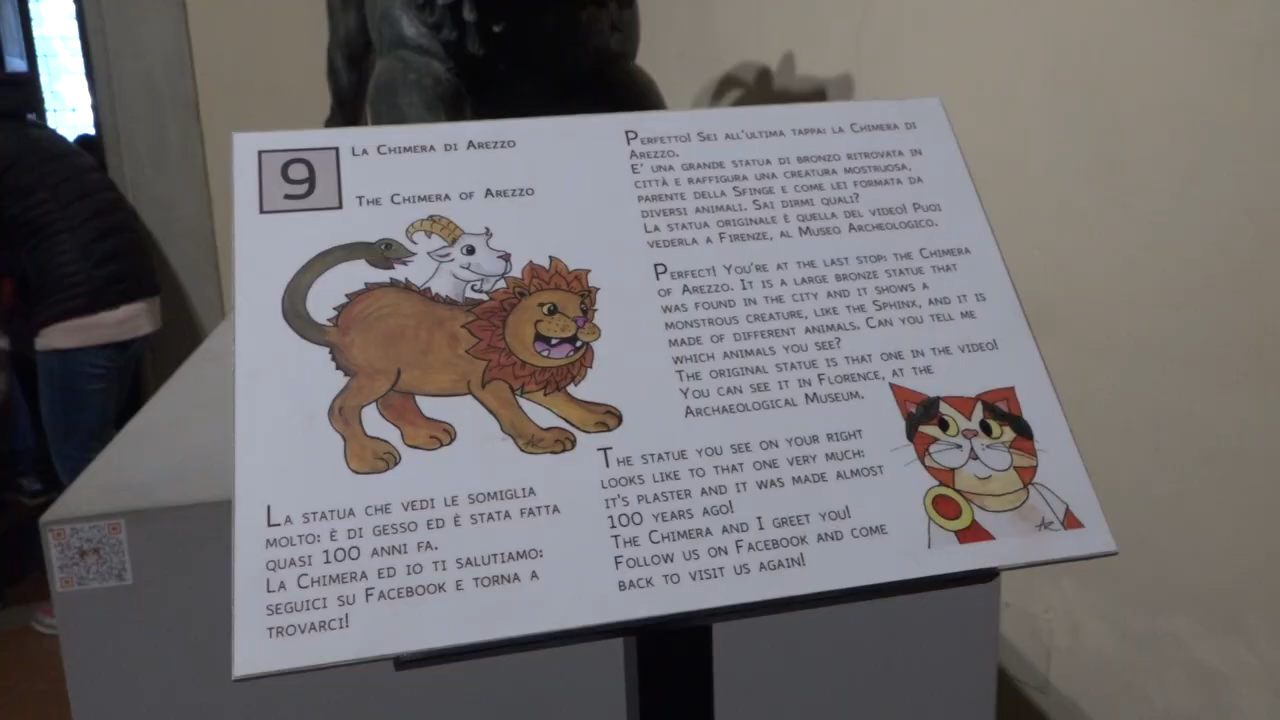 9
La Chimera di Arezzo
The Chimera of Arezzo
Perfetto! Sei all'ultima tappa: la Chimera di
Arezzo.
E' una grande statua di bronzo ritrovata in
città e raffigura una creatura mostruosa,
parente della Sfinge e come lei formata da
diversi animali. Sai dirmi quali?
La statua originale è quella del video! Puoi
vederla a Firenze, al Museo Archeologico.
Perfect! You're at the last stop: the Chimera
of Arezzo. It is a large bronze statue that
was found in the city and it shows a
monstrous creature, like the Sphinx, and it is
made of different animals. Can you tell me
which animals you see?
The original statue is that one in the video!
You can see it in Florence, at the
Archaeological Museum.
La statua che vedi le somiglia
molto: è di gesso ed è stata fatta
quasi 100 anni fa.
La Chimera ed io ti salutiamo:
seguici su Facebook e torna a
trovarci!
The statue you see on your right
looks like to that one very much:
it's plaster and it was made almost
100 years ago!
The Chimera and I greet you!
Follow us on Facebook and come
back to visit us again!